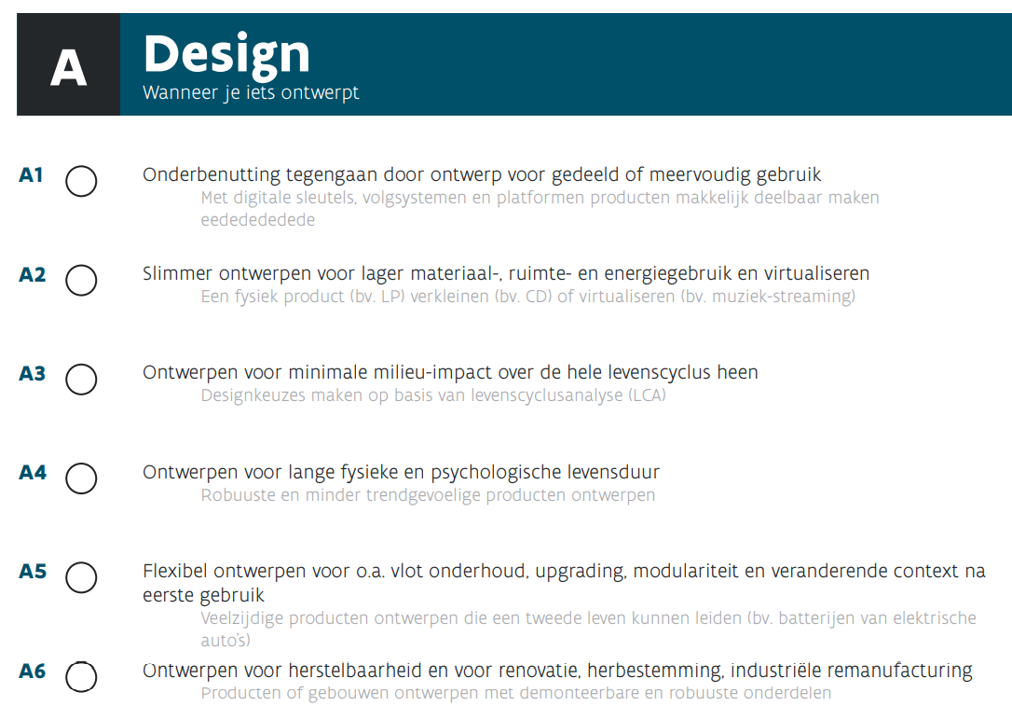 A
Design
Wanneer je iets ontwerpt
A1 Onderbenutting tegengaan door ontwerp voor gedeeld of meervoudig gebruik
Met digitale sleutels, volgsystemen en platformen producten makkelijk deelbaar maken
eedededededede
A2 Slimmer ontwerpen voor lager materiaal-, ruimte- en energiegebruik en virtualiseren
Een fysiek product (bv. LP) verkleinen (bv. CD) of virtualiseren (bv. muziek-streaming)
A3 Ontwerpen voor minimale milieu-impact over de hele levenscyclus heen
Designkeuzes maken op basis van levenscyclusanalyse (LCA)
A4 Ontwerpen voor lange fysieke en psychologische levensduur
Robuuste en minder trendgevoelige producten ontwerpen
A5 Flexibel ontwerpen voor o.a. vlot onderhoud, upgrading, modulariteit en veranderende context na
eerste gebruik
Veelzijdige producten ontwerpen die een tweede leven kunnen leiden (bv. batterijen van elektrische
auto's)
A6 Ontwerpen voor herstelbaarheid en voor renovatie, herbestemming, industriële remanufacturing
Producten of gebouwen ontwerpen met demonteerbare en robuuste onderdelen